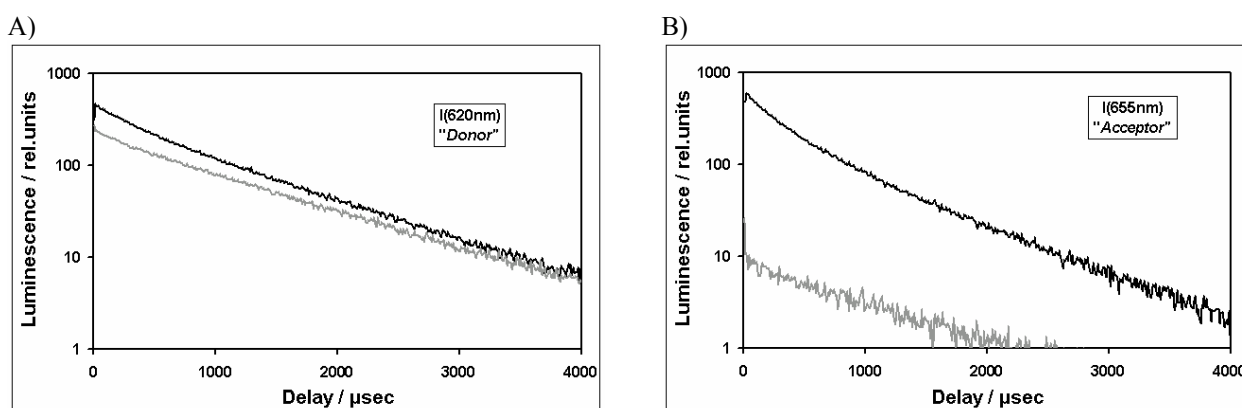 A)
1000
100
10
1
Luminescence / rel.units
I(620nm)
"Donor"
0 1000 2000 3000 4000
Delay / µsec
B)
1000
100
10
1
Luminescence / rel.units
I(655nm)
"Acceptor"
0 1000 2000 3000 4000
Delay / µsec